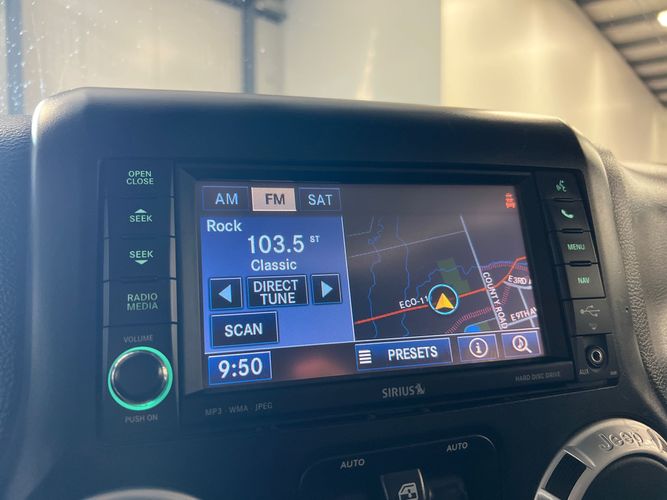 OPEN
CLOSE
SEEK
SEEK
RADIO
MEDIA
VOLUME
PUSH ON
AM FM SAT
Rock
103.5 ST
Classic
DIRECT
TUNE
SCAN
9:50
PRESETS
ECO-11
COUNTY ROAD
E3RD A
E9TH AV
MENU
NAV
AUX
MP3 · WMA · JPEG
SIRIUS
HARD DISC DRIVE
AUTO
AUTO
Jeep